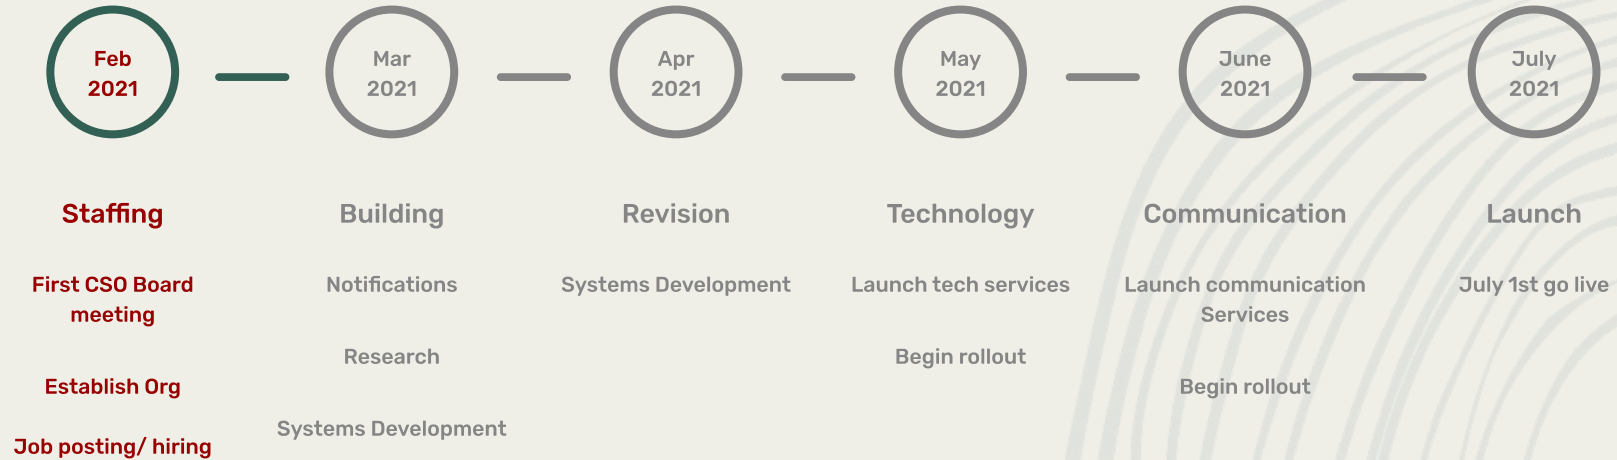 Feb
2021
Mar
2021
Apr
2021
May
2021
June
2021
July
2021
Staffing
Building
Revision
Technology
Communication
Launch
First CSO Board
meeting
Establish Org
Job posting/ hiring
Notifications
Research
Systems Development
Systems Development
Launch tech services
Begin rollout
Launch communication
Services
Begin rollout
July 1st go live